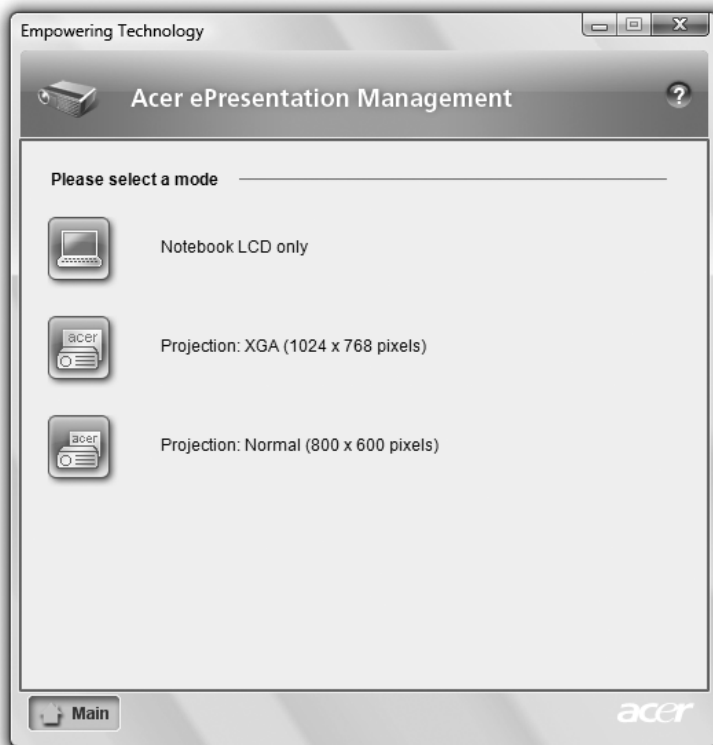 Empowering Technology
Acer ePresentation Management
?
Please select a mode
Notebook LCD only
acer
Projection: XGA (1024 x 768 pixels)
acer
Projection: Normal (800 x 600 pixels)
Main
acer